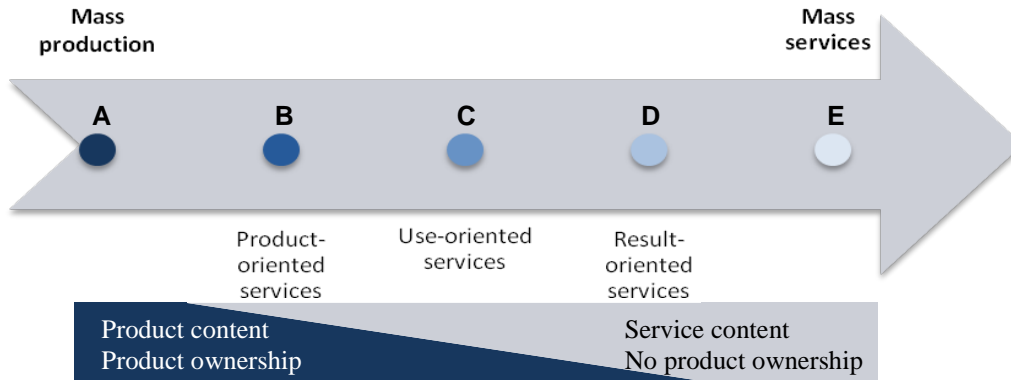 Mass
production
Mass
services
A
B
C
D
E
Product-
oriented
services
Use-oriented
services
Result-
oriented
services
Product content
Product ownership
Service content
No product ownership